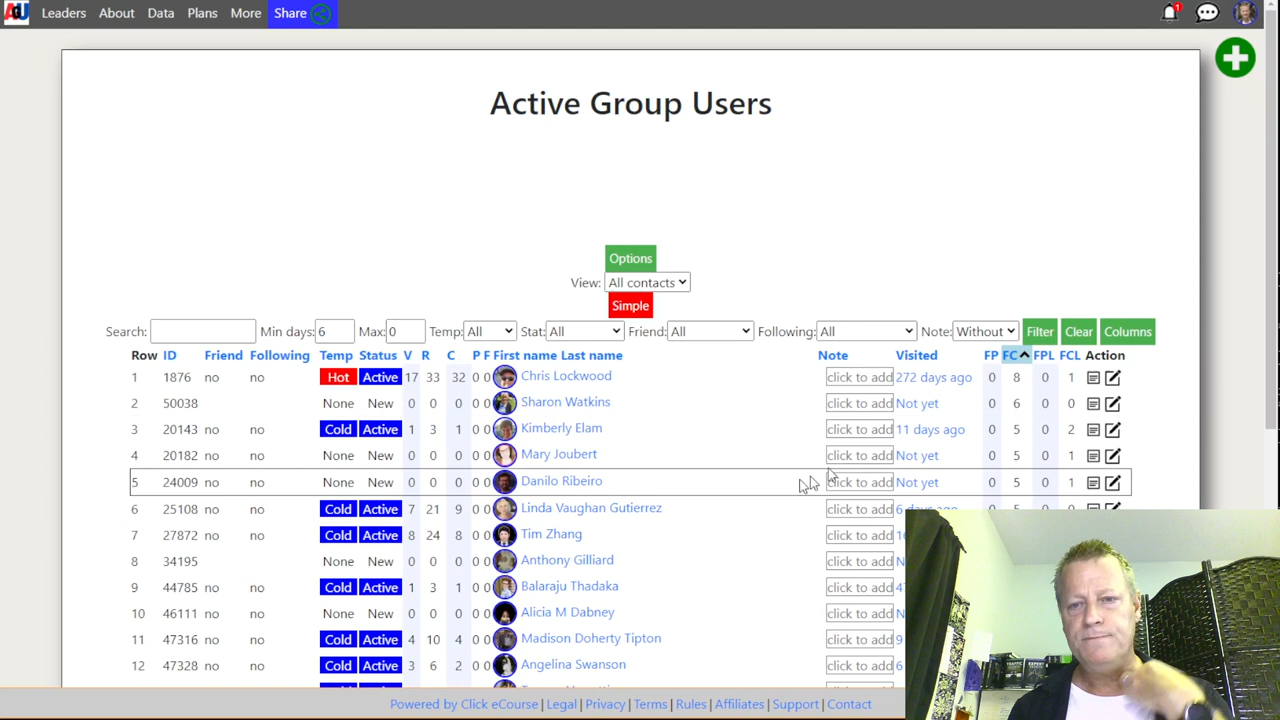 AGU Leaders About Data Plans More Share 1
Active Group Users
Options
View: All contacts
Simple
Search: Min days: 6 Max: 0 Temp: All Stat: All Friend: All Following: All Note: Without Filter Clear Columns
Row ID Friend Following Temp Status V R C P F First name Last name Note Visited FP FC FPL FCL Action
1 1876 no no Hot Active 17 33 32 0 0 Chris Lockwood click to add 272 days ago 0 8 0 1
2 50038 None New 0 0 0 0 0 Sharon Watkins click to add Not yet 0 6 0 0
3 20143 no no Cold Active 1 3 1 0 0 Kimberly Elam click to add 11 days ago 0 5 0 2
4 20182 no no None New 0 0 0 0 0 Mary Joubert click to add Not yet 0 5 0 1
5 24009 no no None New 0 0 0 0 0 Danilo Ribeiro click to add Not yet 0 5 0 1
6 25108 no no Cold Active 7 21 9 0 0 Linda Vaughan Gutierrez click to add 6 days ago 0 5 0 0
7 27872 no no Cold Active 8 24 8 0 0 Tim Zhang click to add
8 34195 None New 0 0 0 0 0 Anthony Gilliard click to add
9 44785 no no Cold Active 1 3 1 0 0 Balaraju Thadaka click to add
10 46111 None New 0 0 0 0 0 Alicia M Dabney click to add
11 47316 no no Cold Active 4 10 4 0 0 Madison Doherty Tipton click to add 9
12 47328 no no Cold Active 3 6 2 0 0 Angelina Swanson click to add 6
Powered by Click eCourse | Legal | Privacy | Terms | Rules | Affiliates | Support | Contact